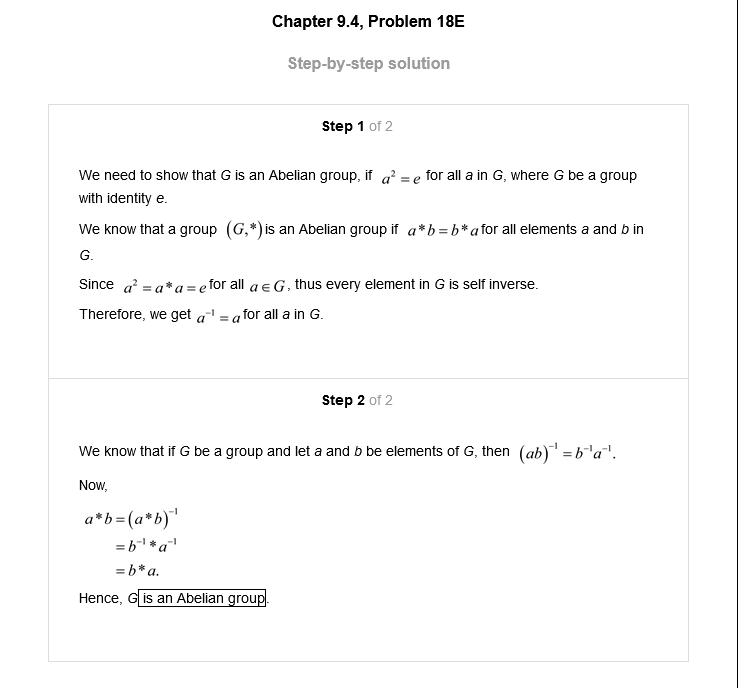 Chapter 9.4, Problem 18E
Step-by-step solution
Step 1 of 2
We need to show that G is an Abelian group, if a² = e for all a in G, where G be a group
with identity e.
We know that a group (G,*) is an Abelian group if a*b = b*a for all elements a and b in
G.
Since a² = a*a = e for all a ∈ G, thus every element in G is self inverse.
Therefore, we get a⁻¹ = a for all a in G.
Step 2 of 2
We know that if G be a group and let a and b be elements of G, then (ab)⁻¹ = b⁻¹a⁻¹.
Now,
a*b = (a*b)⁻¹
= b⁻¹*a⁻¹
= b*a.
Hence, G is an Abelian group.